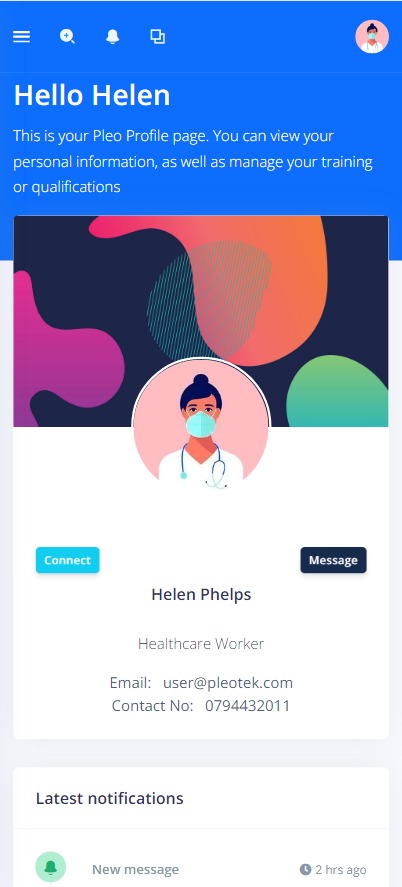 Hello Helen
This is your Pleo Profile page. You can view your
personal information, as well as manage your training
or qualifications
Connect
Message
Helen Phelps
Healthcare Worker
Email: user@pleotek.com
Contact No: 0794432011
Latest notifications
New message
2 hrs ago